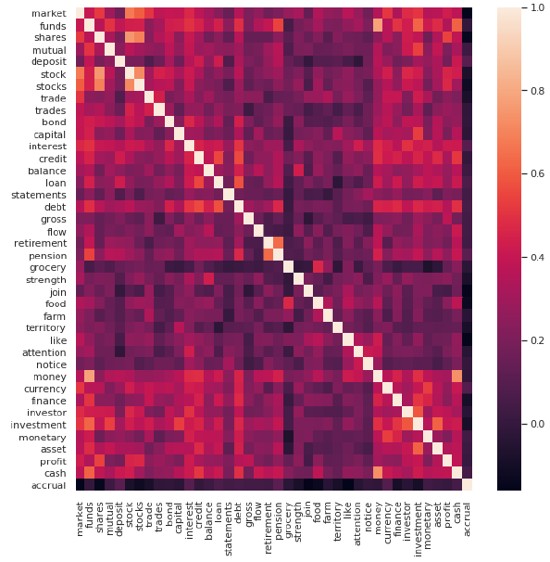 market
funds
shares
mutual
deposit
stock
stocks
trade
trades
bond
capital
interest
credit
balance
loan
statements
debt
gross
flow
retirement
pension
grocery
strength
join
food
farm
territory
like
attention
notice
money
currency
finance
investor
investment
monetary
asset
profit
cash
accrual
market
funds
shares
mutual
deposit
stock
stocks
trade
trades
bond
capital
interest
credit
balance
loan
statements
debt
gross
flow
retirement
pension
grocery
strength
join
food
farm
territory
like
attention
notice
money
currency
finance
investor
investment
monetary
asset
profit
cash
accrual
1.0
0.8
0.6
0.4
0.2
0.0